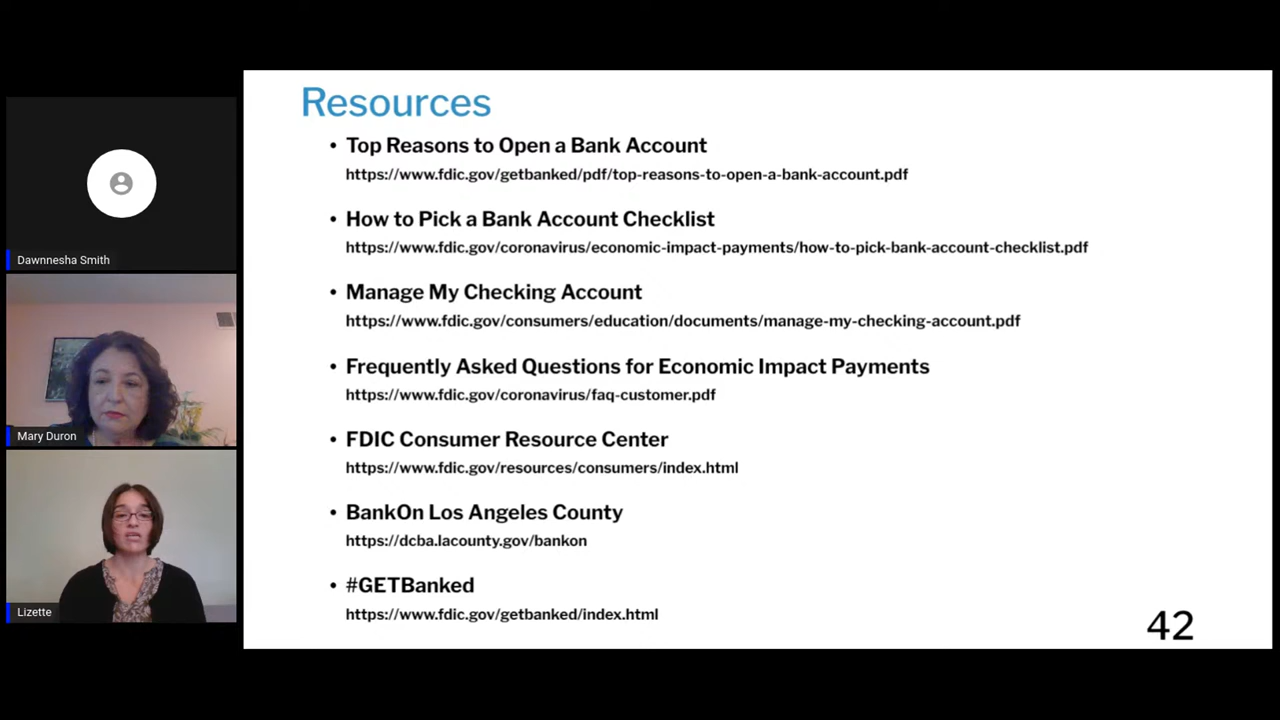 Resources
• Top Reasons to Open a Bank Account
https://www.fdic.gov/getbanked/pdf/top-reasons-to-open-a-bank-account.pdf
• How to Pick a Bank Account Checklist
https://www.fdic.gov/coronavirus/economic-impact-payments/how-to-pick-bank-account-checklist.pdf
• Manage My Checking Account
https://www.fdic.gov/consumers/education/documents/manage-my-checking-account.pdf
• Frequently Asked Questions for Economic Impact Payments
https://www.fdic.gov/coronavirus/faq-customer.pdf
• FDIC Consumer Resource Center
https://www.fdic.gov/resources/consumers/index.html
• BankOn Los Angeles County
https://dcba.lacounty.gov/bankon
• #GETBanked
https://www.fdic.gov/getbanked/index.html
42
Dawnnesha Smith
Mary Duron
Lizette